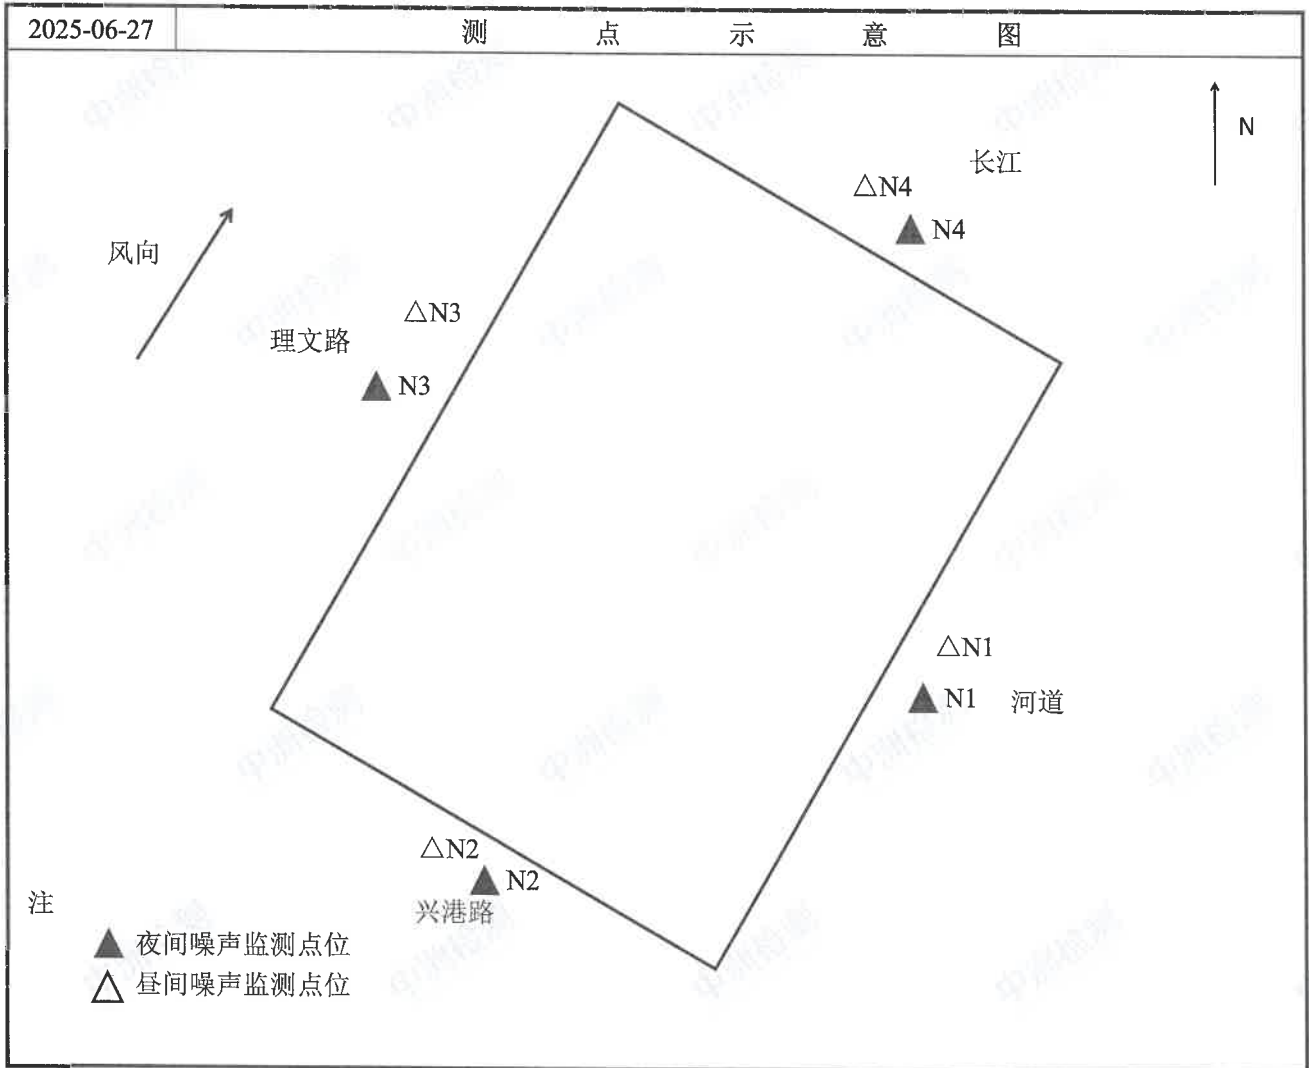 2025-06-27 测 点 示 意 图
N
长江
△N4
▲ N4
风向
△N3
理文路
▲ N3
△N1
▲ N1 河道
△N2
▲ N2
兴港路
注
▲ 夜间噪声监测点位
△ 昼间噪声监测点位